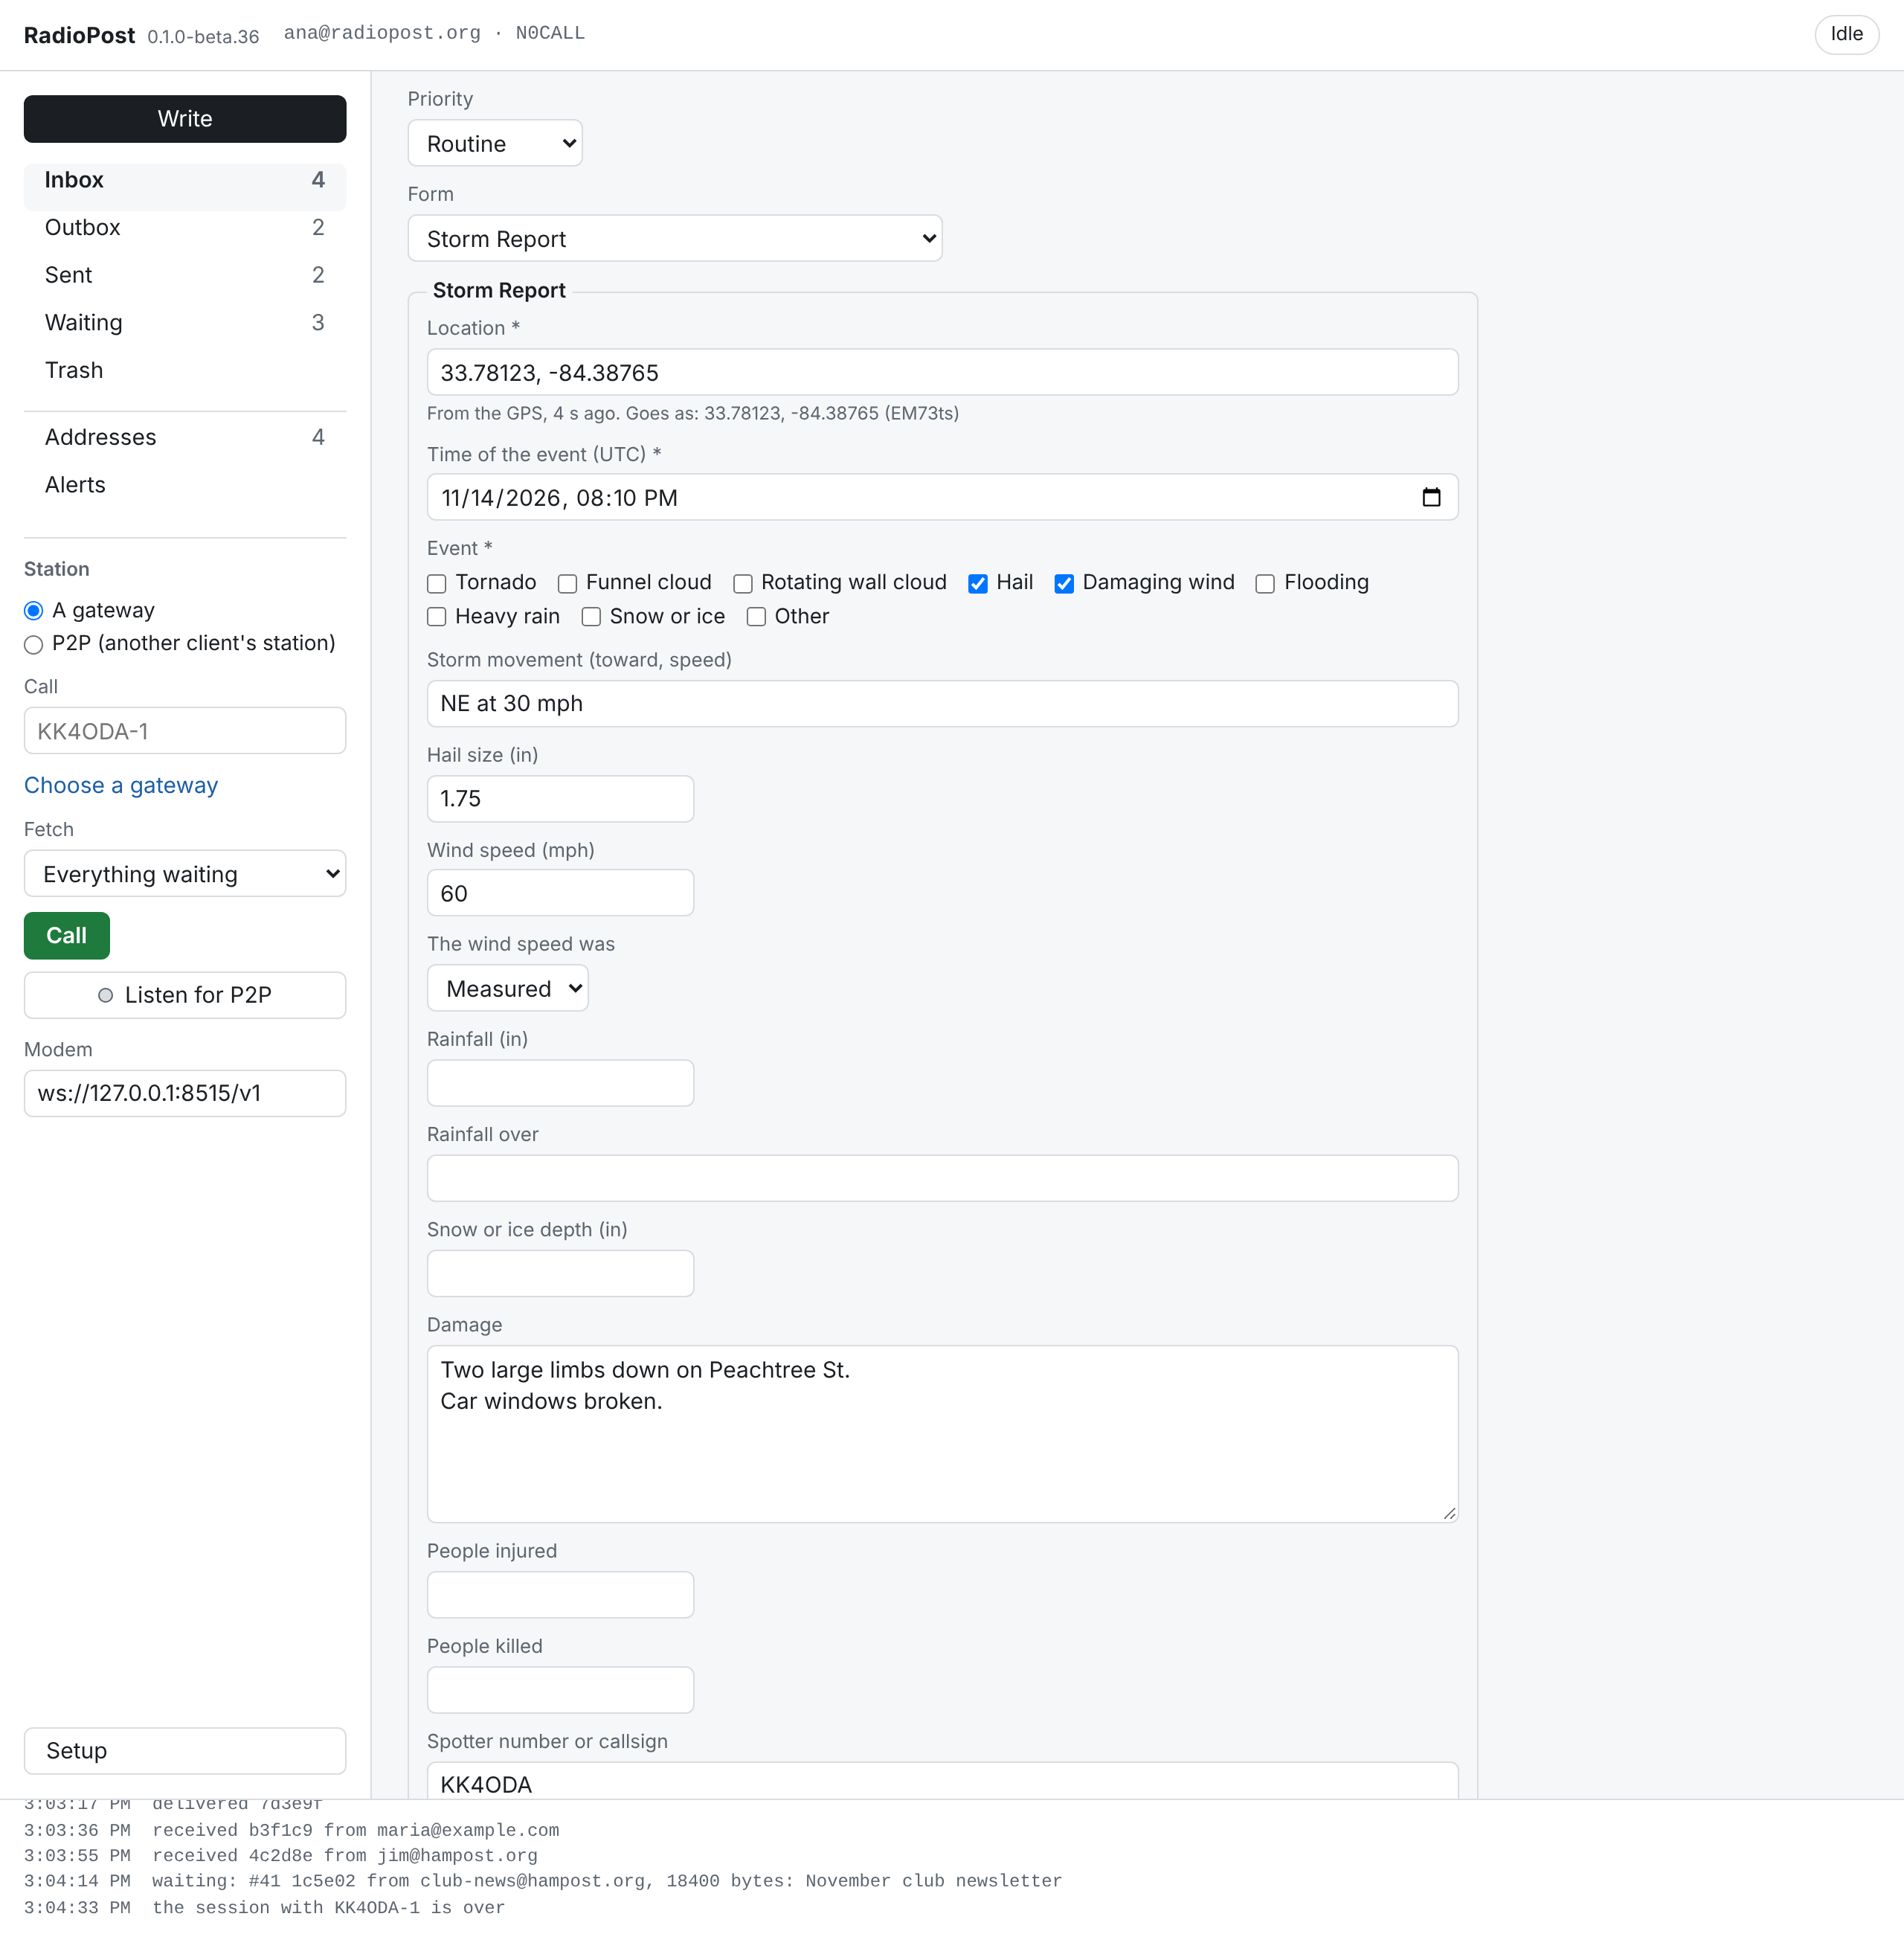 RadioPost 0.1.0-beta.36 ana@radiopost.org · N0CALL
Idle
Write
Inbox 4
Outbox 2
Sent 2
Waiting 3
Trash
Addresses 4
Alerts
Station
A gateway
P2P (another client's station)
Call
KK4ODA-1
Choose a gateway
Fetch
Everything waiting
Call
Listen for P2P
Modem
ws://127.0.0.1:8515/v1
Setup
Priority
Routine
Form
Storm Report
Storm Report
Location *
33.78123, -84.38765
From the GPS, 4 s ago. Goes as: 33.78123, -84.38765 (EM73ts)
Time of the event (UTC) *
11/14/2026, 08:10 PM
Event *
Tornado Funnel cloud Rotating wall cloud Hail Damaging wind Flooding
Heavy rain Snow or ice Other
Storm movement (toward, speed)
NE at 30 mph
Hail size (in)
1.75
Wind speed (mph)
60
The wind speed was
Measured
Rainfall (in)
Rainfall over
Snow or ice depth (in)
Damage
Two large limbs down on Peachtree St.
Car windows broken.
People injured
People killed
Spotter number or callsign
KK4ODA
3:03:17 PM delivered 7d3e9f
3:03:36 PM received b3f1c9 from maria@example.com
3:03:55 PM received 4c2d8e from jim@hampost.org
3:04:14 PM waiting: #41 1c5e02 from club-news@hampost.org, 18400 bytes: November club newsletter
3:04:33 PM the session with KK4ODA-1 is over